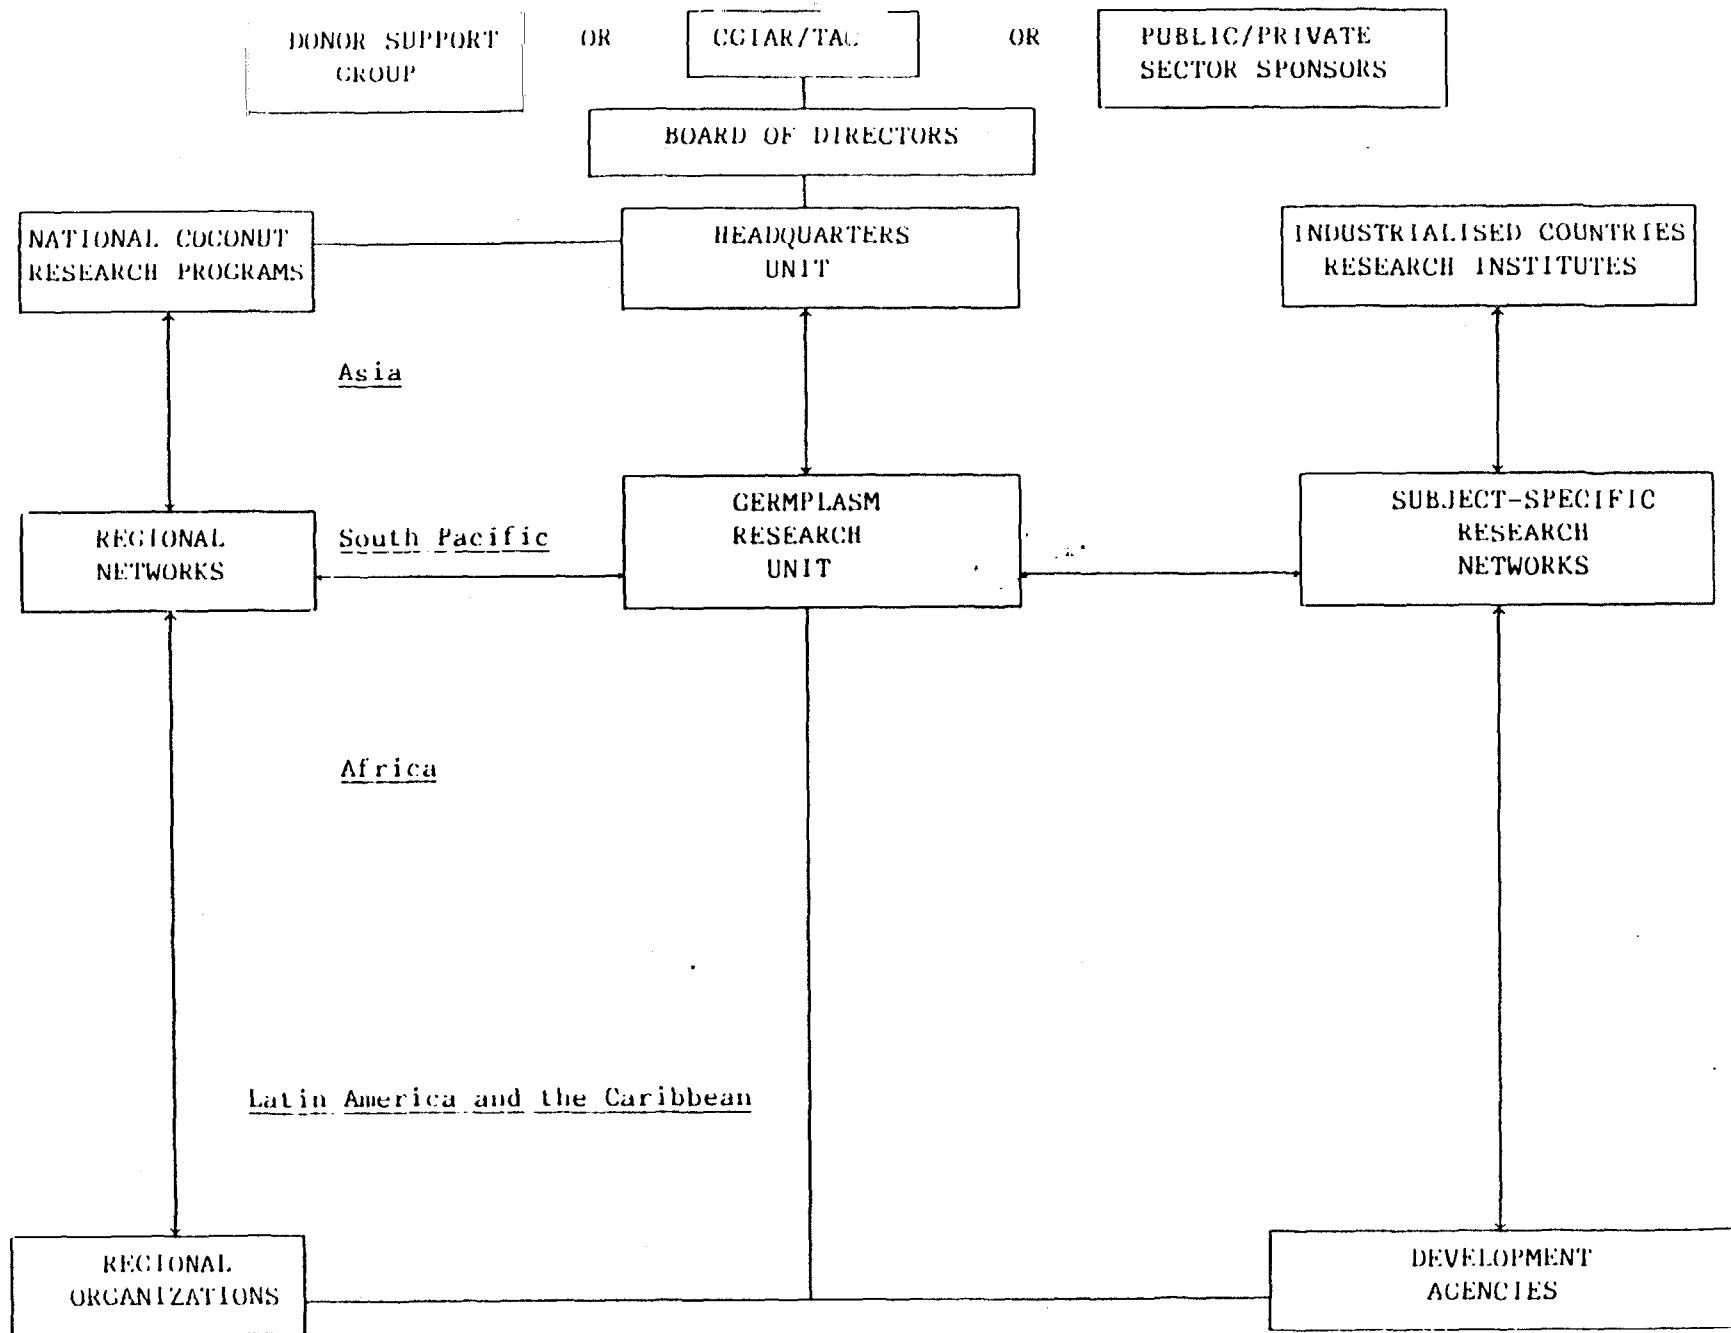 DONOR SUPPORT
GROUP
OR
CGIAR/TAC
OR
PUBLIC/PRIVATE
SECTOR SPONSORS
BOARD OF DIRECTORS
NATIONAL COCONUT
RESEARCH PROGRAMS
HEADQUARTERS
UNIT
INDUSTRIALISED COUNTRIES
RESEARCH INSTITUTES
Asia
REGIONAL
NETWORKS
South Pacific
GERMPLASM
RESEARCH
UNIT
SUBJECT-SPECIFIC
RESEARCH
NETWORKS
Africa
Latin America and the Caribbean
REGIONAL
ORGANIZATIONS
DEVELOPMENT
AGENCIES